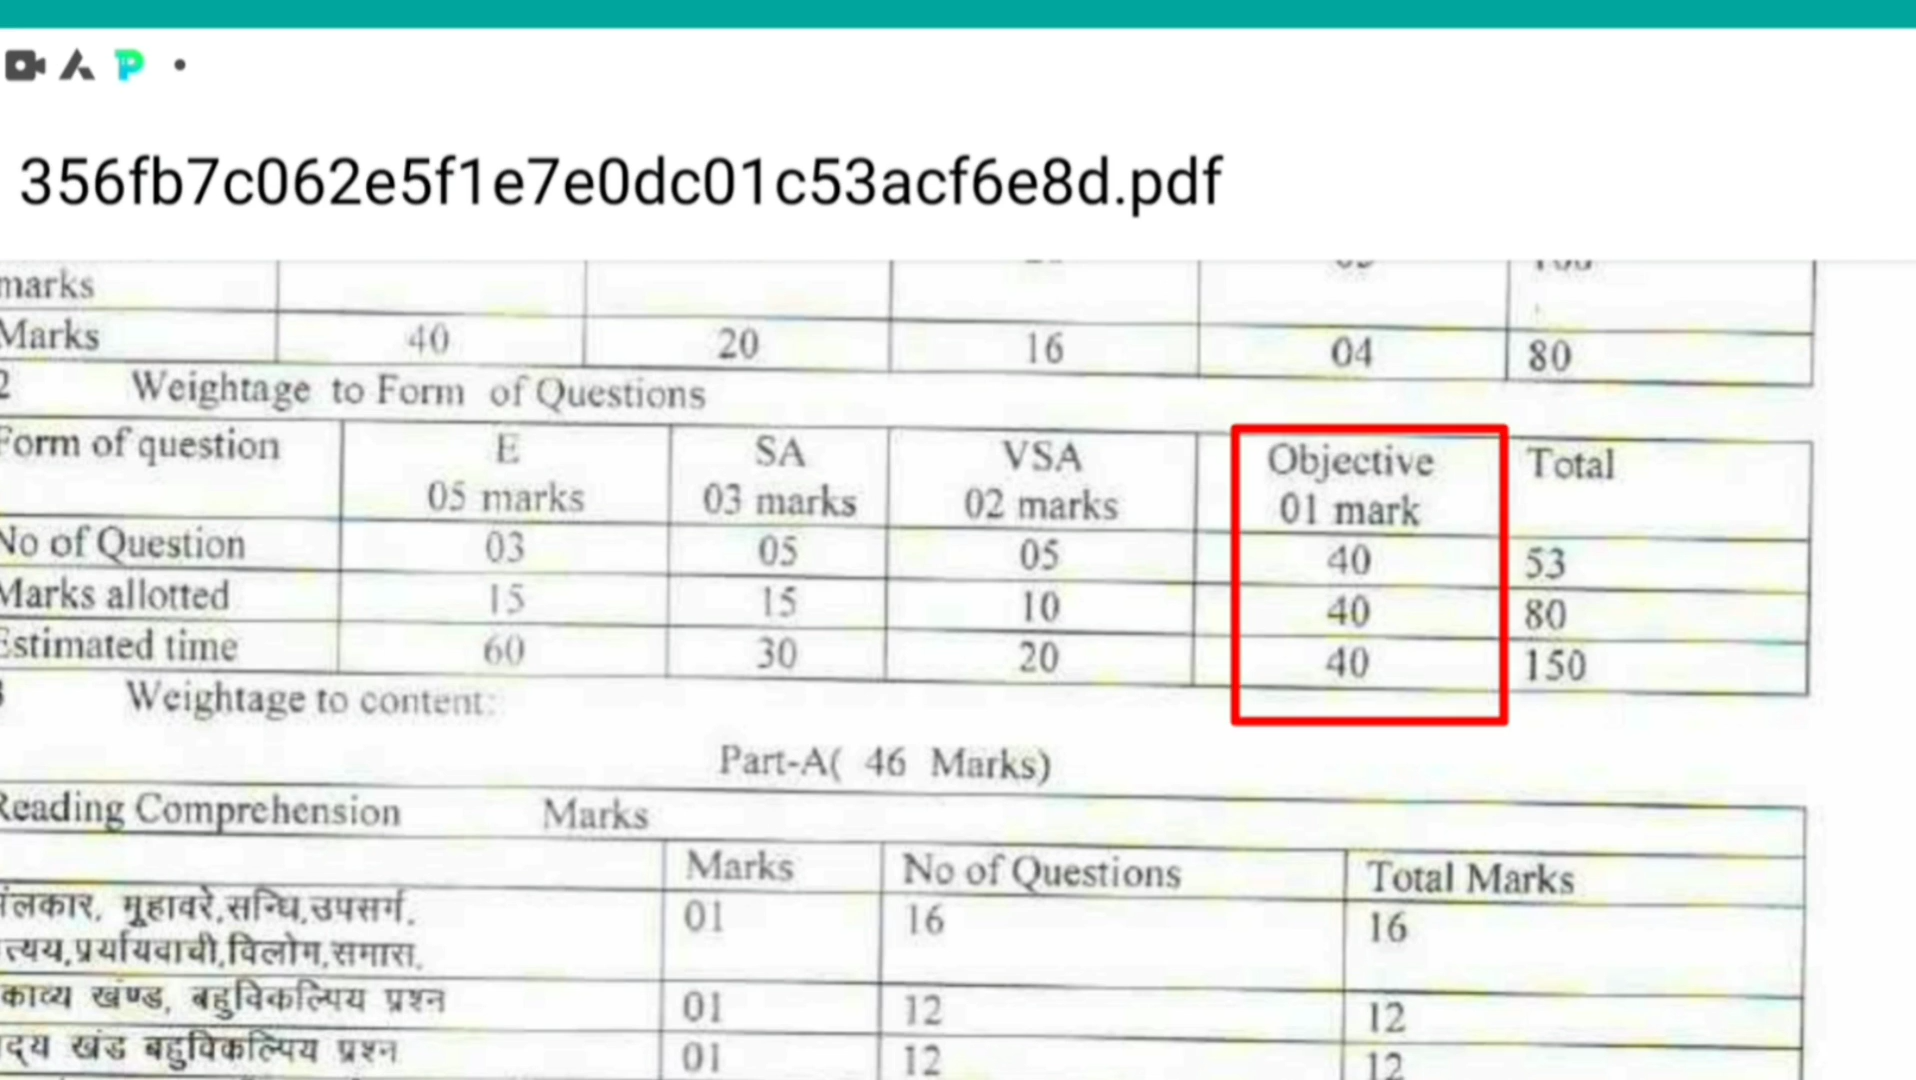 356fb7c062e5f1e7e0dc01c53acf6e8d.pdf
marks
Marks 40 20 16 04 80
2 Weightage to Form of Questions
Form of question E SA VSA Objective Total
05 marks 03 marks 02 marks 01 mark
No of Question 03 05 05 40 53
Marks allotted 15 15 10 40 80
Estimated time 60 30 20 40 150
Weightage to content:
Part-A( 46 Marks)
Reading Comprehension Marks
Marks No of Questions Total Marks
मूहावरे,सन्धि,उपसर्ग, 01 16 16
पर्यायवाची,विलोम,समास,
काव्य खण्ड, बहुविकल्पिय प्रश्न 01 12 12
खंड बहुविकल्पिय प्रश्न 01 12 12